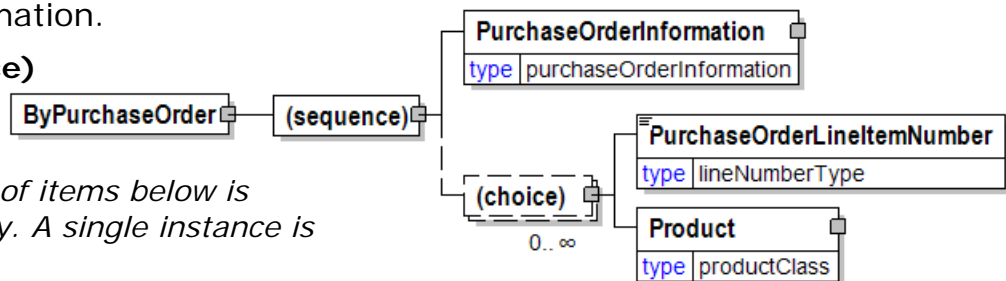 nation.
e)
ByPurchaseOrder
(sequence)
PurchaseOrderInformation
type purchaseOrderInformation
of items below is
y. A single instance is
(choice)
0.. ∞
PurchaseOrderLineItemNumber
type lineNumberType
Product
type productClass